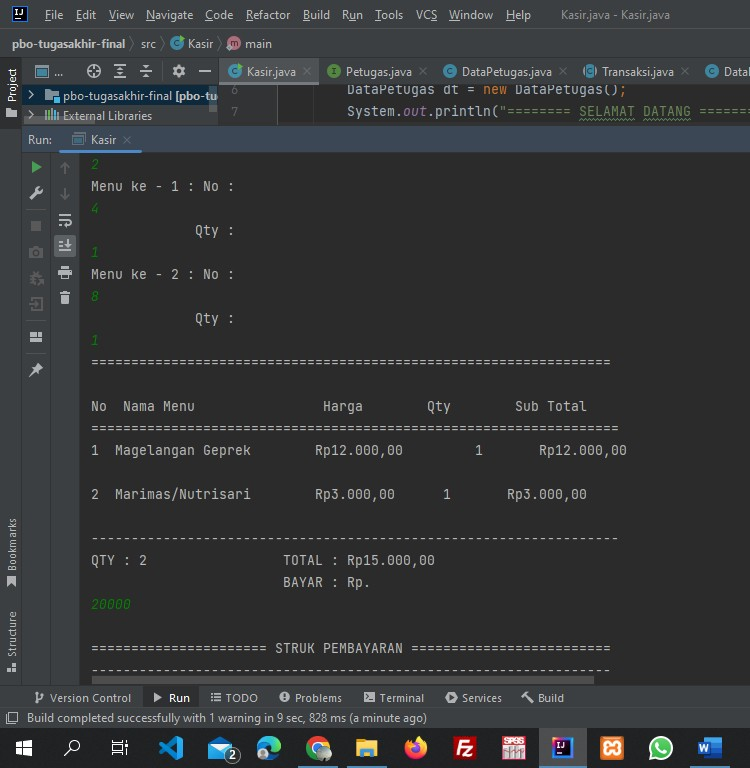 File Edit View Navigate Code Refactor Build Run Tools VCS Window Help Kasir.java - Kasir.java
pbo-tugasakhir-final src Kasir main
Project
... Kasir.java Petugas.java DataPetugas.java Transaksi.java
pbo-tugasakhir-final [pbo-tu
External Libraries
6 DataPetugas dt = new DataPetugas();
7 System.out.println("======== SELAMAT DATANG =======
Run: Kasir
2
Menu ke - 1 : No :
4
Qty :
1
Menu ke - 2 : No :
8
Qty :
1
=================================================================
No Nama Menu Harga Qty Sub Total
==================================================================
1 Magelangan Geprek Rp12.000,00 1 Rp12.000,00
2 Marimas/Nutrisari Rp3.000,00 1 Rp3.000,00
------------------------------------------------------------------
QTY : 2 TOTAL : Rp15.000,00
BAYAR : Rp.
20000
====================== STRUK PEMBAYARAN =========================
-----------------------------------------------------------------
Bookmarks
Structure
Version Control Run TODO Problems Terminal Services Build
Build completed successfully with 1 warning in 9 sec, 828 ms (a minute ago)
2 Fz SPSS IJ W